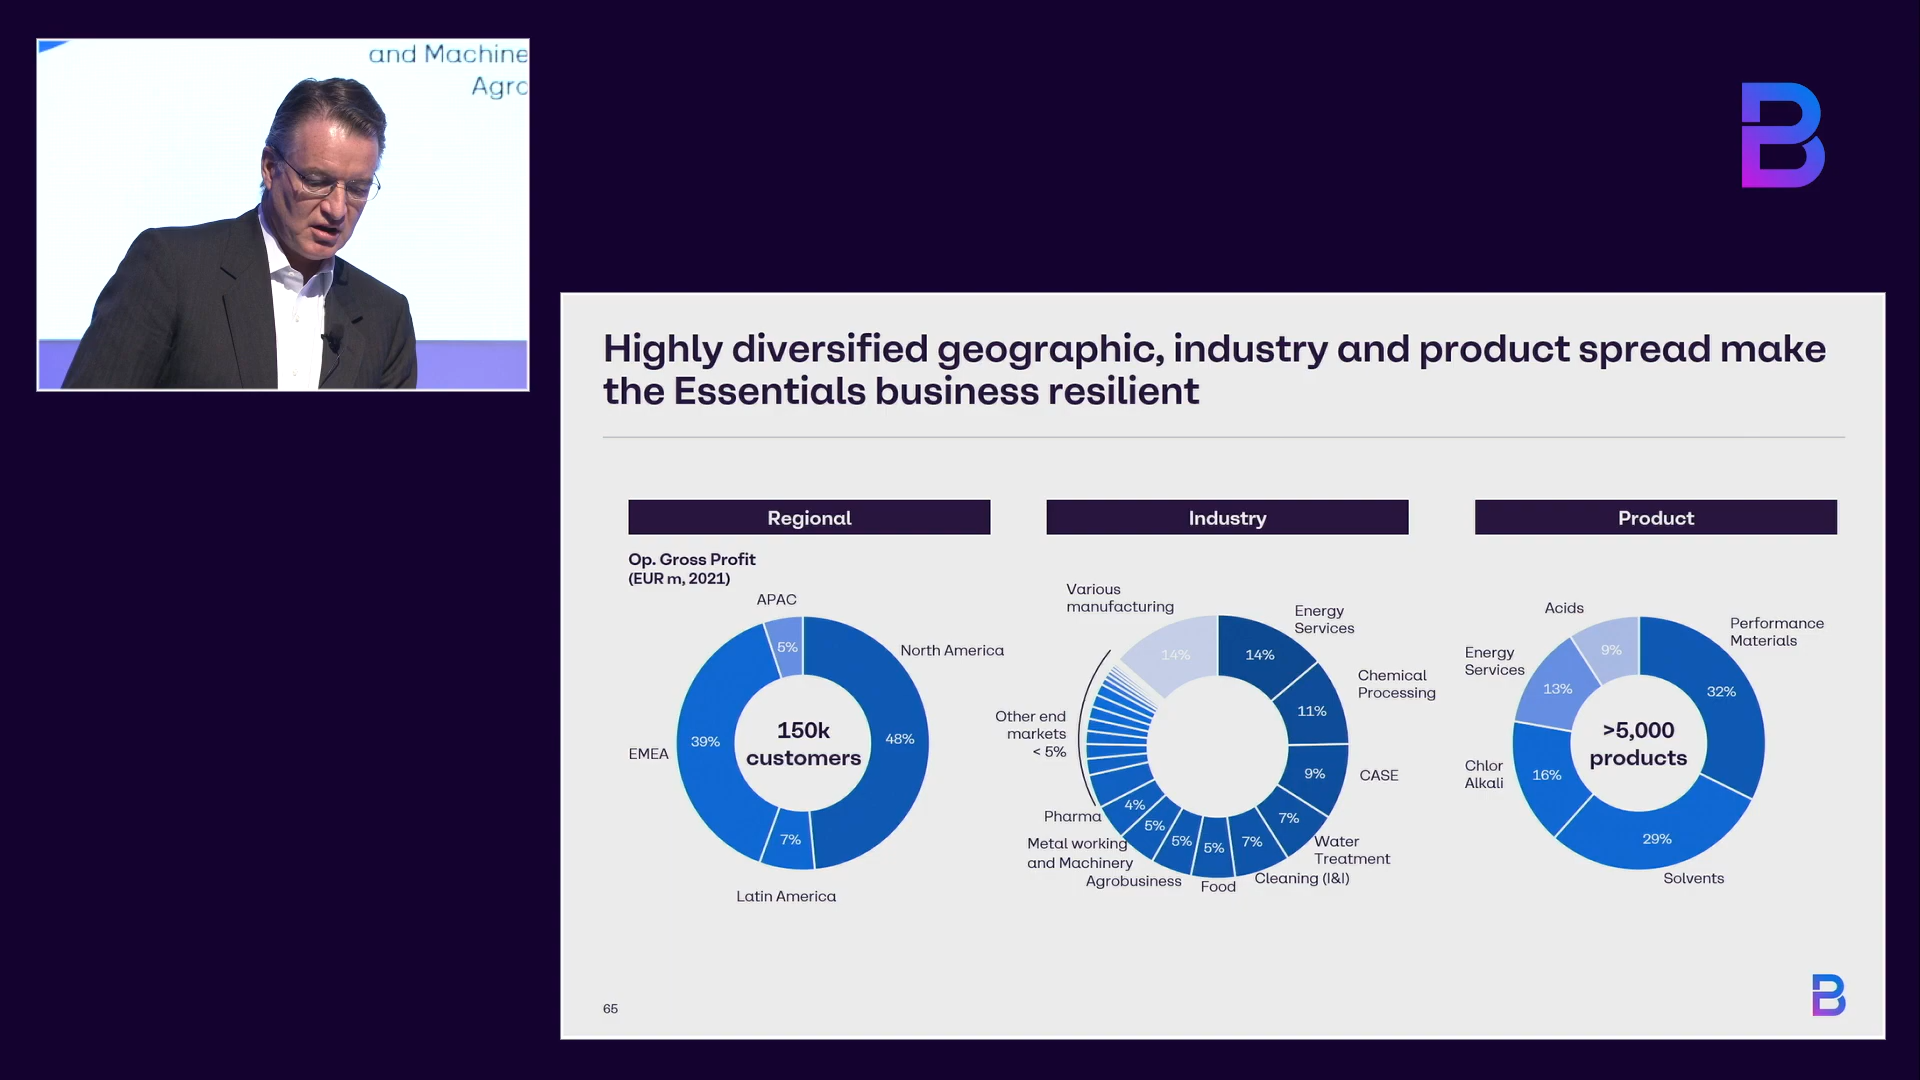 and Machine
Agro
Highly diversified geographic, industry and product spread make
the Essentials business resilient
Regional
Op. Gross Profit
(EUR m, 2021)
APAC
5%
North America
48%
EMEA
39%
150k
customers
7%
Latin America
Industry
Various
manufacturing
14%
Energy
Services
14%
Chemical
Processing
11%
CASE
9%
Water
Treatment
7%
Cleaning (I&I)
7%
Food
5%
Agrobusiness
5%
Metal working
and Machinery
5%
Pharma
4%
Other end
markets
< 5%
Product
Acids
9%
Performance
Materials
32%
Energy
Services
13%
>5,000
products
Chlor
Alkali
16%
29%
Solvents
65